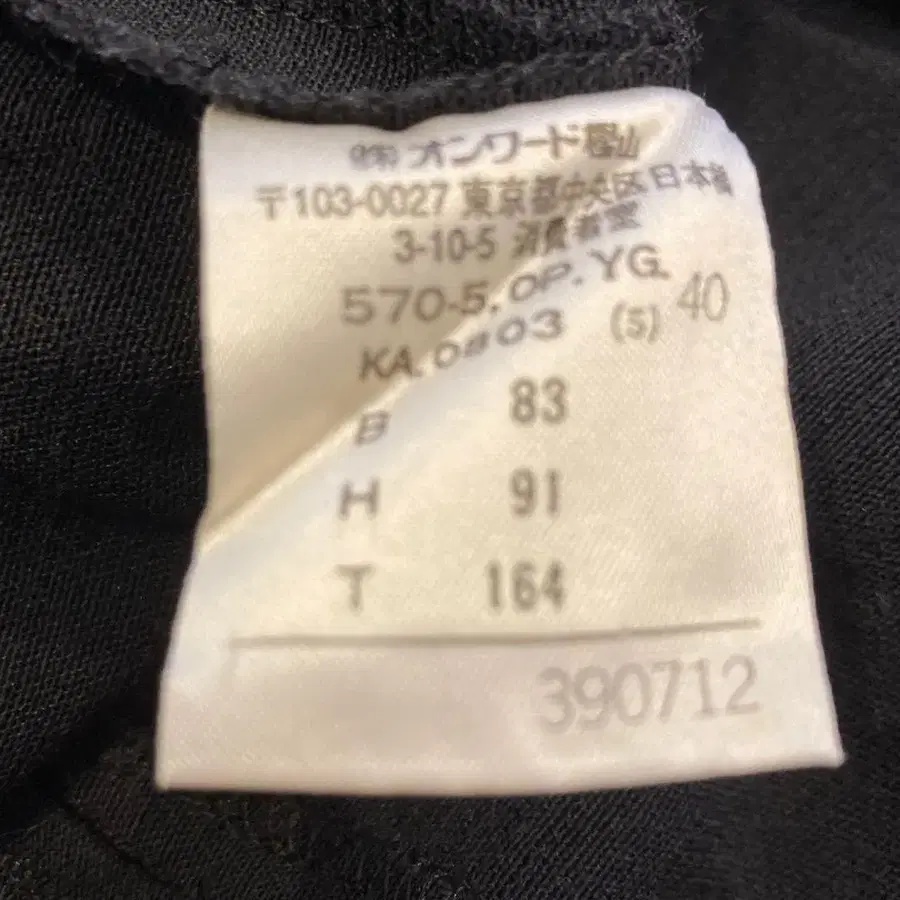 ㈱オンワード樫山
〒103-0027 東京都中央区日本橋
3-10-5 消費者室
570-5.OP.YG.
KA.0803 (5) 40
B 83
H 91
T 164
390712